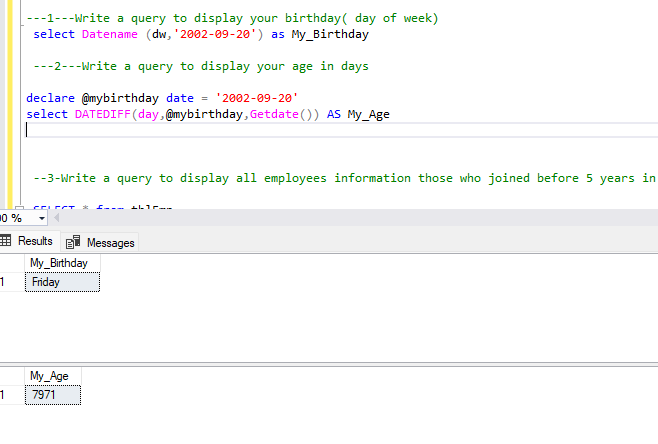 ---1---Write a query to display your birthday( day of week)
select Datename (dw,'2002-09-20') as My_Birthday
---2---Write a query to display your age in days
declare @mybirthday date = '2002-09-20'
select DATEDIFF(day,@mybirthday,Getdate()) AS My_Age
--3-Write a query to display all employees information those who joined before 5 years in
SELECT * from tblEmp
00 %
Results Messages
My_Birthday
1 Friday
My_Age
1 7971